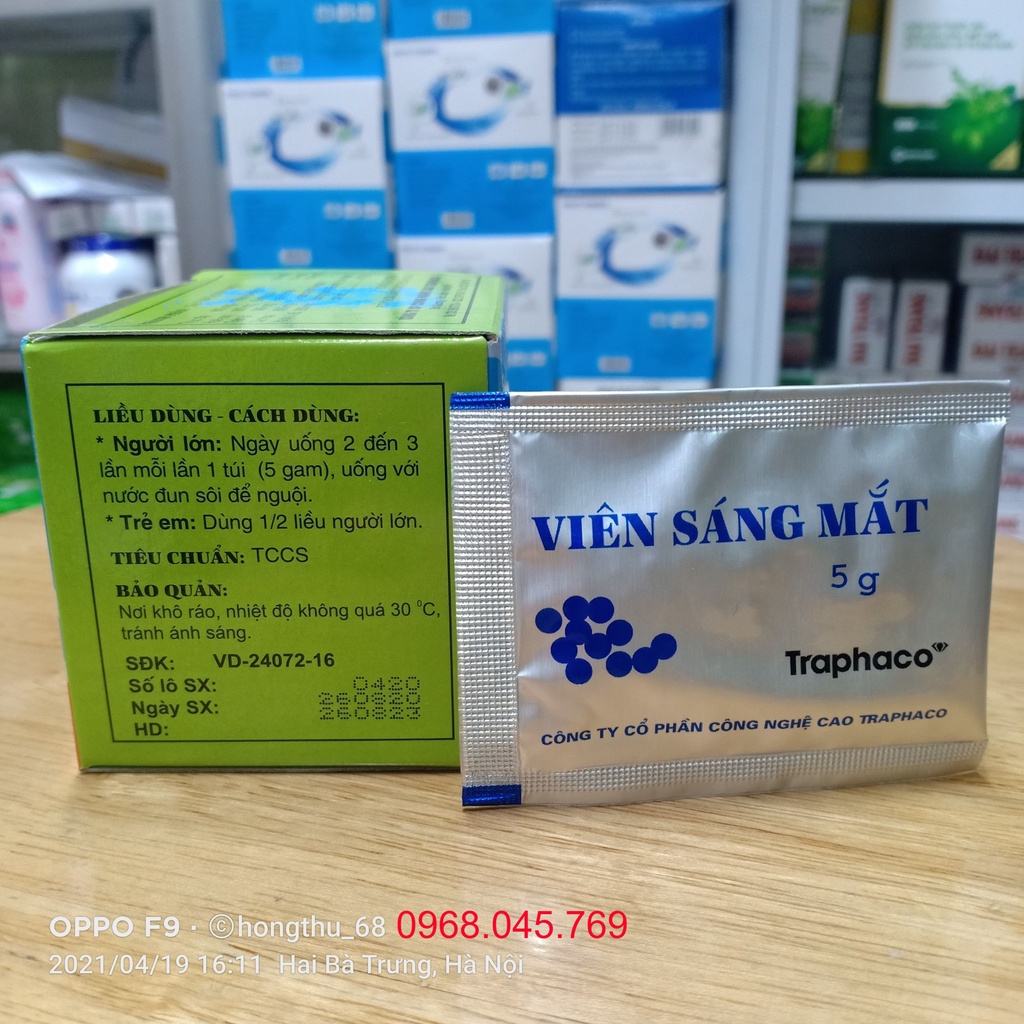 LIỀU DÙNG - CÁCH DÙNG:
* Người lớn: Ngày uống 2 đến 3
lần mỗi lần 1 túi (5 gam), uống với
nước đun sôi để nguội.
* Trẻ em: Dùng 1/2 liều người lớn.
TIÊU CHUẨN: TCCS
BẢO QUẢN:
Nơi khô ráo, nhiệt độ không quá 30 °C,
tránh ánh sáng.
SĐK: VD-24072-16
Số lô SX: 0420
Ngày SX: 260820
HD: 260823
VIÊN SÁNG MẮT
5 g
Traphaco
CÔNG TY CỔ PHẦN CÔNG NGHỆ CAO TRAPHACO
OPPO F9 · ©hongthu_68 0968.045.769
2021/04/19 16:11 Hai Bà Trưng, Hà Nội